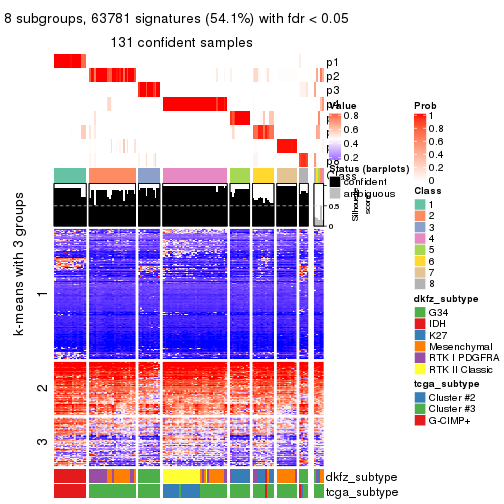 8 subgroups, 63781 signatures (54.1%) with fdr < 0.05
131 confident samples
p1
p2
p3
p4
Value
0.8
0.6
0.4
0.2
Status (barplots)
confident
ambiguous
Class
0.5
0
Silhouette
score
Prob
1
0.8
0.6
0.4
0.2
0
Class
1
2
3
4
5
6
7
8
dkfz_subtype
G34
IDH
K27
Mesenchymal
RTK I PDGFRA
RTK II Classic
tcga_subtype
Cluster #2
Cluster #3
G-CIMP+
k-means with 3 groups
1
2
3
dkfz_subtype
tcga_subtype